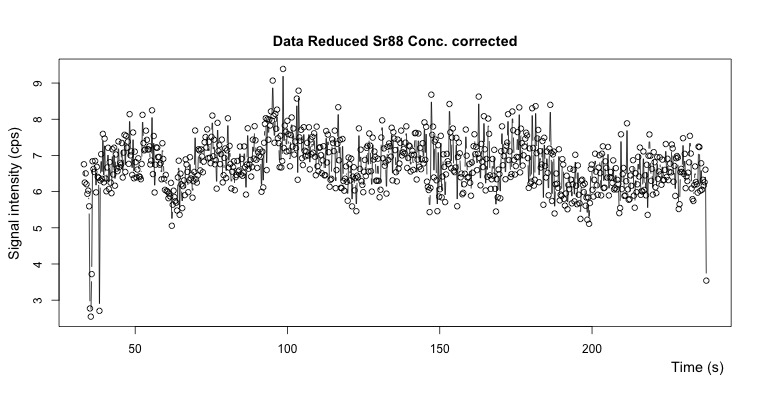 Data Reduced Sr88 Conc. corrected
Signal intensity (cps)
9
8
7
6
5
4
3
50 100 150 200
Time (s)